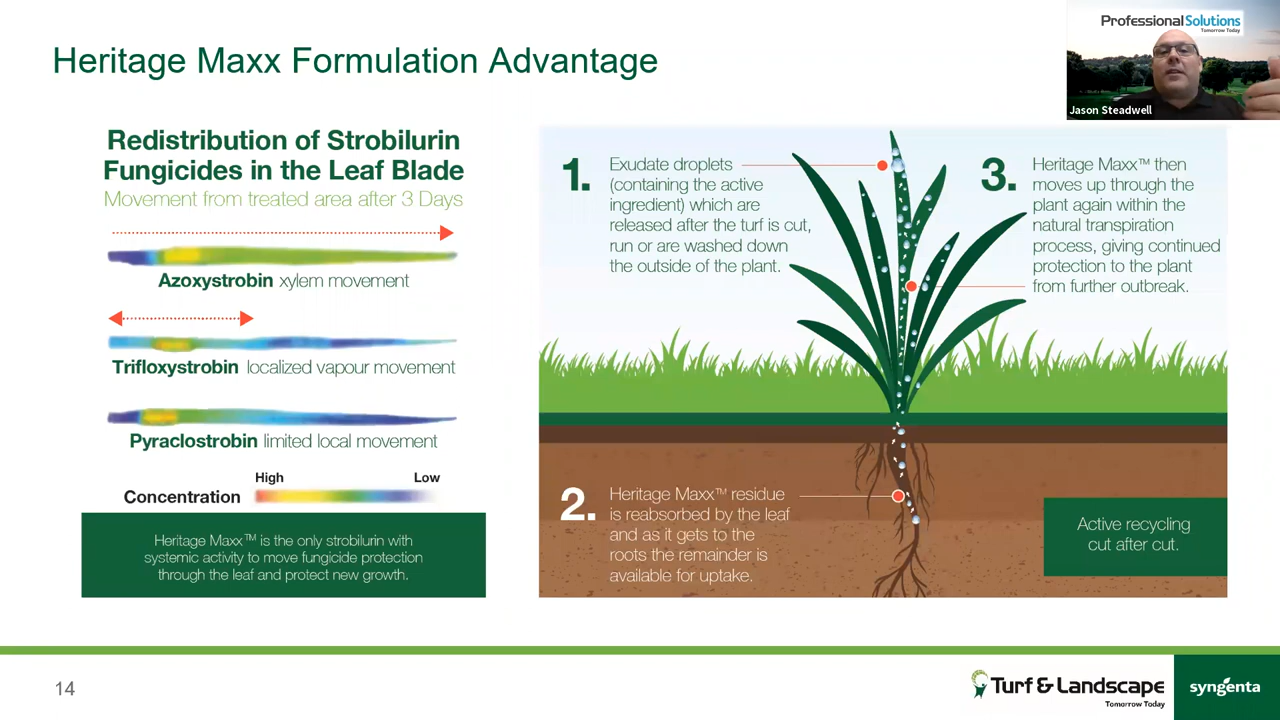 Heritage Maxx Formulation Advantage
Professional Solutions
Tomorrow Today
Jason Steadwell
Redistribution of Strobilurin
Fungicides in the Leaf Blade
Movement from treated area after 3 Days
Azoxystrobin xylem movement
Trifloxystrobin localized vapour movement
Pyraclostrobin limited local movement
High Low
Concentration
Heritage Maxx™ is the only strobilurin with
systemic activity to move fungicide protection
through the leaf and protect new growth.
1. Exudate droplets
(containing the active
ingredient) which are
released after the turf is cut,
run or are washed down
the outside of the plant.
2. Heritage Maxx™ residue
is reabsorbed by the leaf
and as it gets to the
roots the remainder is
available for uptake.
3. Heritage Maxx™ then
moves up through the
plant again within the
natural transpiration
process, giving continued
protection to the plant
from further outbreak.
Active recycling
cut after cut.
14
Turf & Landscape
Tomorrow Today
syngenta